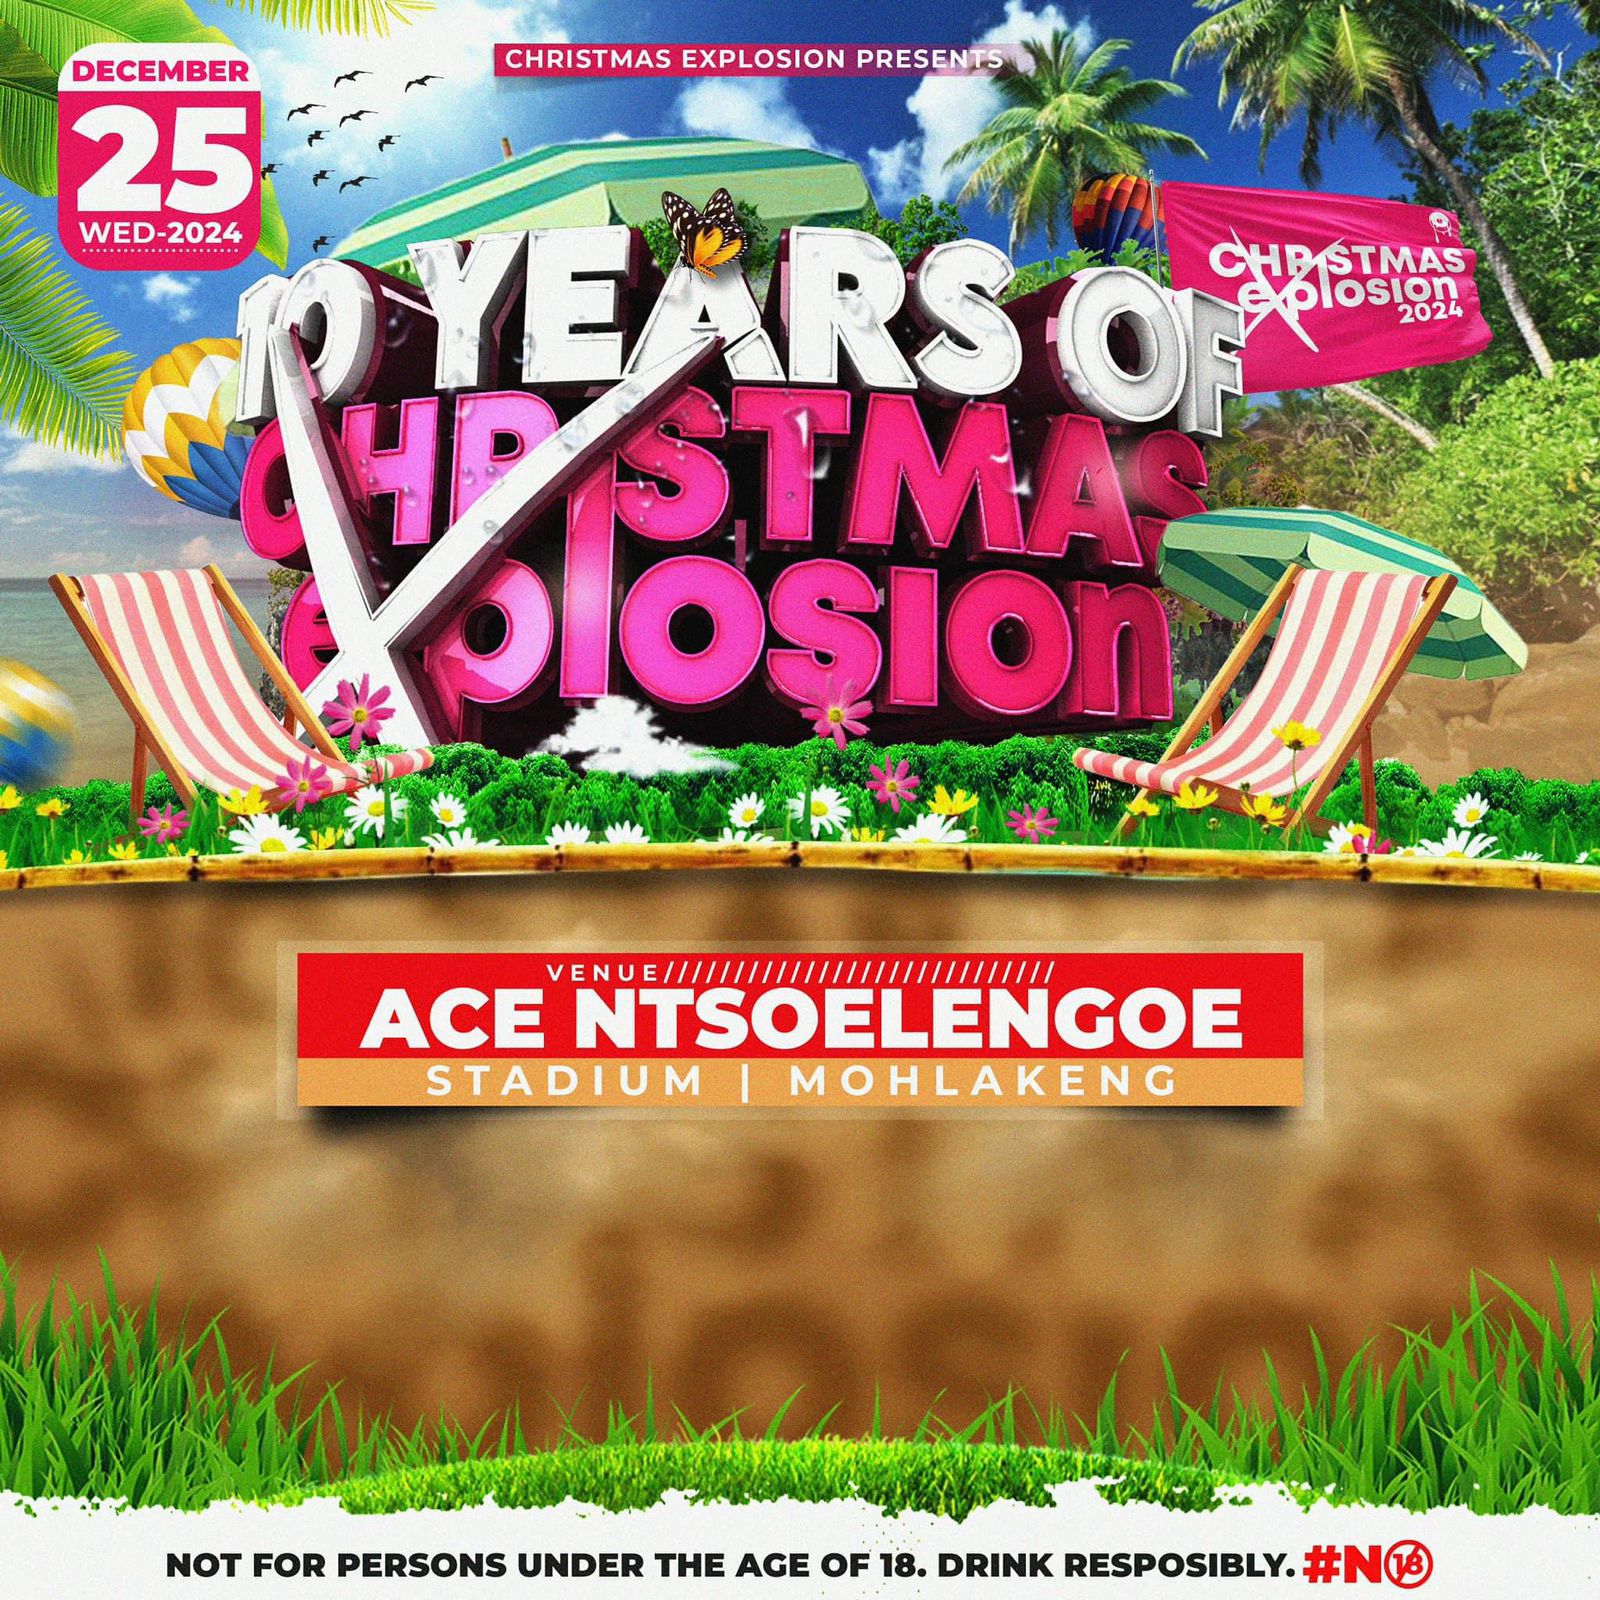 CHRISTMAS EXPLOSION PRESENTS
DECEMBER
25
WED-2024
CHRISTMAS
explosion
2024
10 YEARS OF
CHRISTMAS
explosion
VENUE////////////////////////////
ACE NTSOELENGOE
STADIUM | MOHLAKENG
NOT FOR PERSONS UNDER THE AGE OF 18. DRINK RESPOSIBLY. #NO18